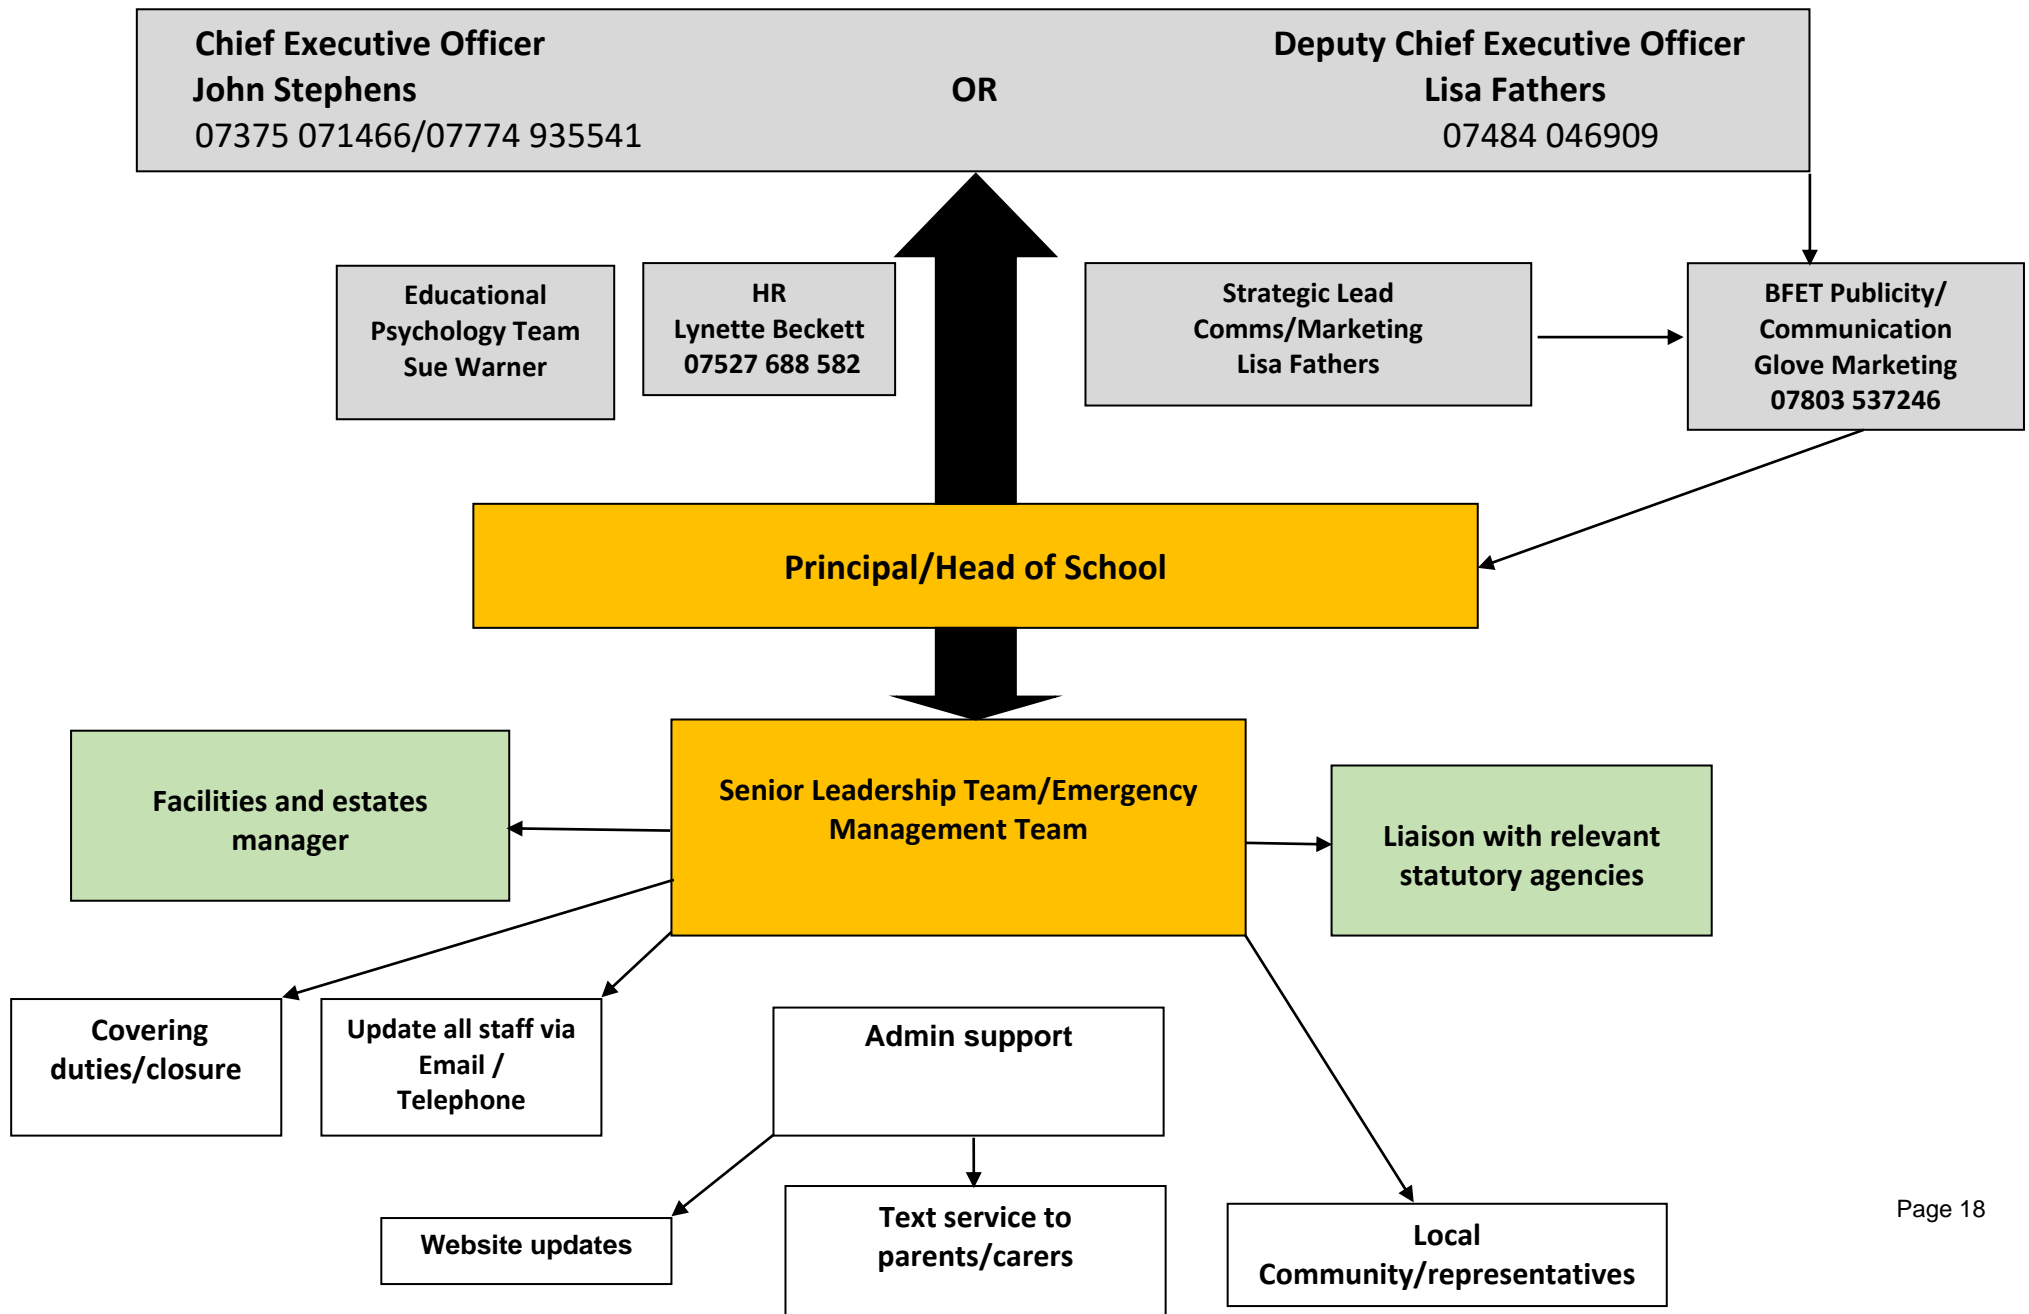 Chief Executive Officer
John Stephens
07375 071466/07774 935541
OR
Deputy Chief Executive Officer
Lisa Fathers
07484 046909
Educational
Psychology Team
Sue Warner
HR
Lynette Beckett
07527 688 582
Strategic Lead
Comms/Marketing
Lisa Fathers
BFET Publicity/
Communication
Glove Marketing
07803 537246
Principal/Head of School
Facilities and estates
manager
Senior Leadership Team/Emergency
Management Team
Liaison with relevant
statutory agencies
Covering
duties/closure
Update all staff via
Email /
Telephone
Admin support
Website updates
Text service to
parents/carers
Local
Community/representatives
Page 18